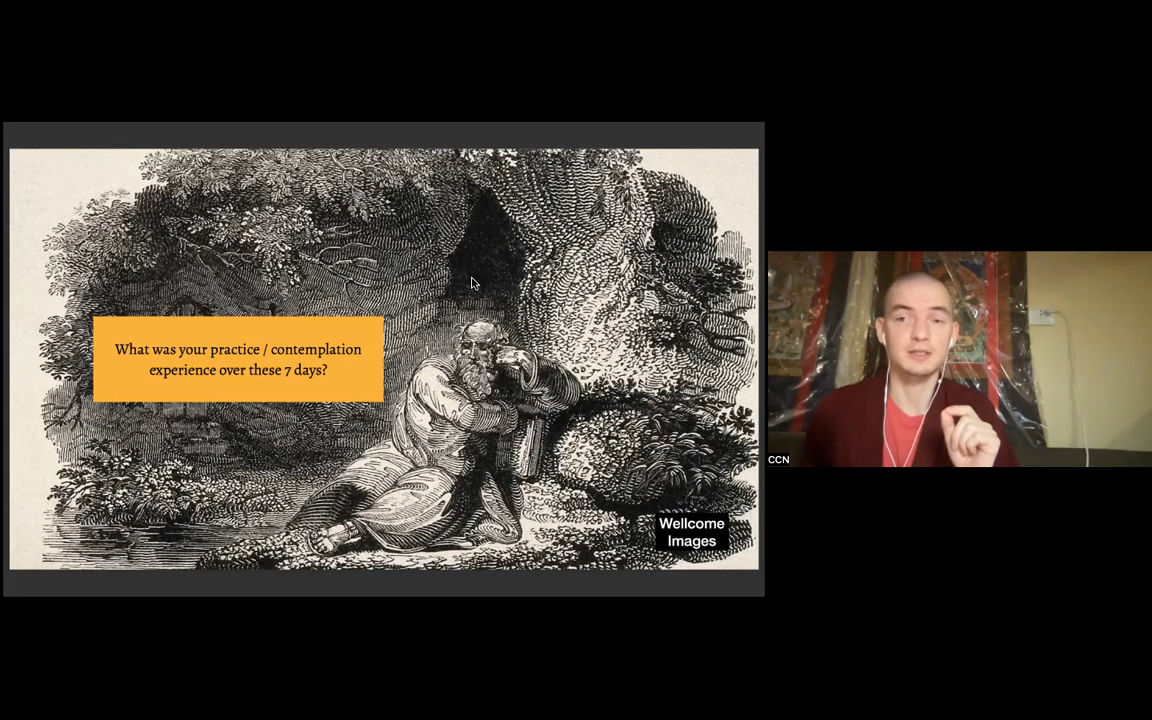 What was your practice / contemplation
experience over these 7 days?
Wellcome
Images
CCN